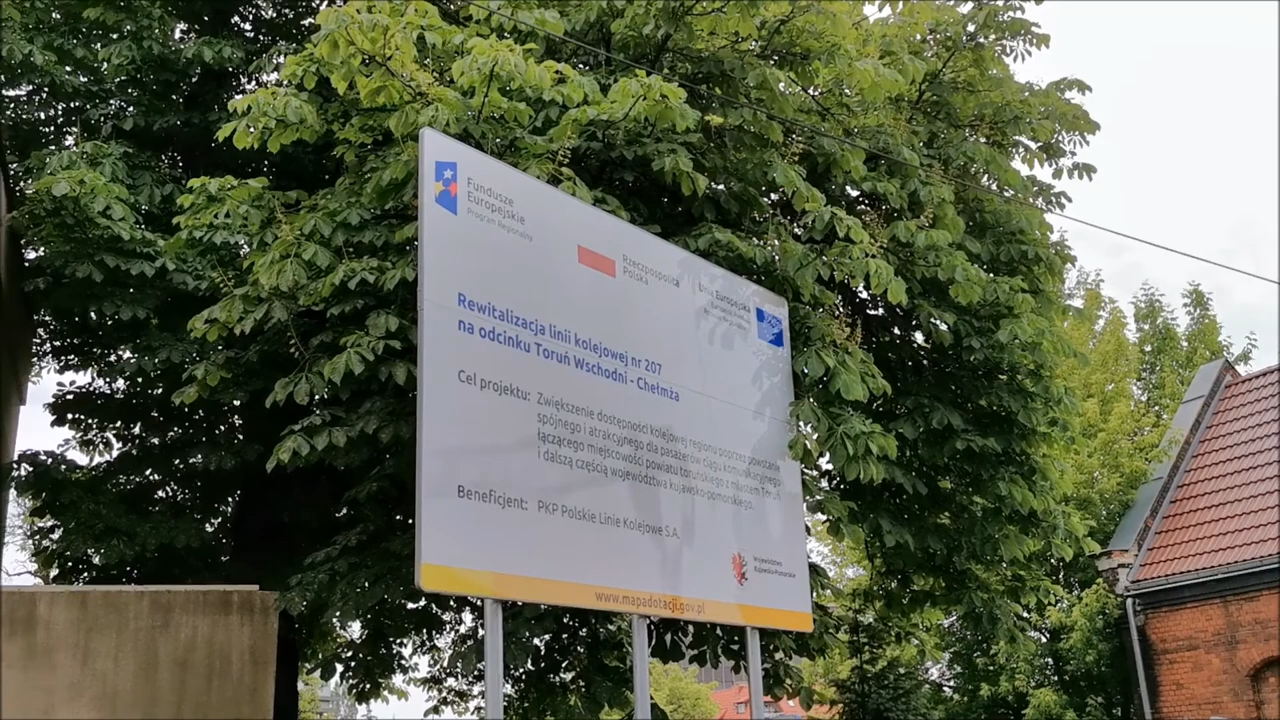 Fundusze
Europejskie
Program Regionalny
Rzeczpospolita
Polska
Unia Europejska
Rewitalizacja linii kolejowej nr 207
na odcinku Toruń Wschodni - Chełmża
Cel projektu: Zwiększenie dostępności kolejowej regionu poprzez powstanie
spójnego i atrakcyjnego dla pasażerów ciągu komunikacyjnego
łączącego miejscowości powiatu toruńskiego z miastem Toruń
i dalszą częścią województwa kujawsko-pomorskiego.
Beneficjent: PKP Polskie Linie Kolejowe S.A.
Województwo
Kujawsko-Pomorskie
www.mapadotacji.gov.pl